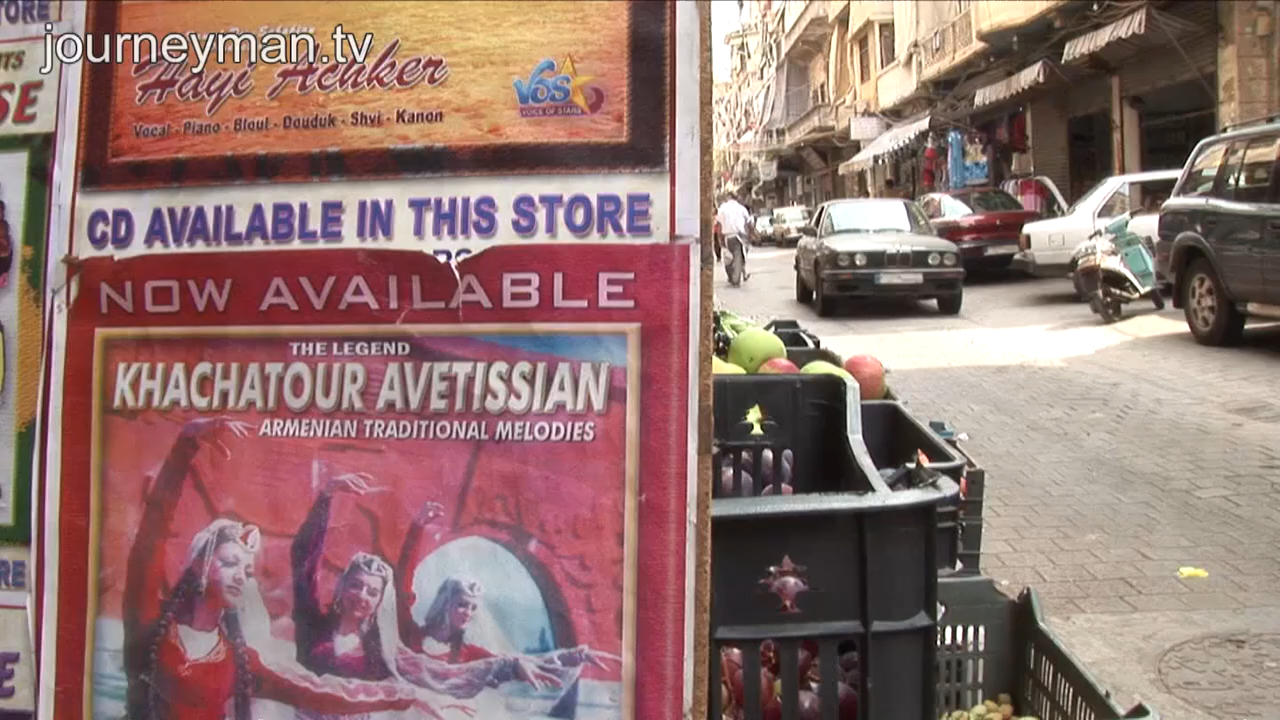 journeyman.tv
Hayi Achker
VOS
VOICE OF STARS
Vocal - Piano - Bloul - Douduk - Shvi - Kanon
CD AVAILABLE IN THIS STORE
NOW AVAILABLE
THE LEGEND
KHACHATOUR AVETISSIAN
ARMENIAN TRADITIONAL MELODIES